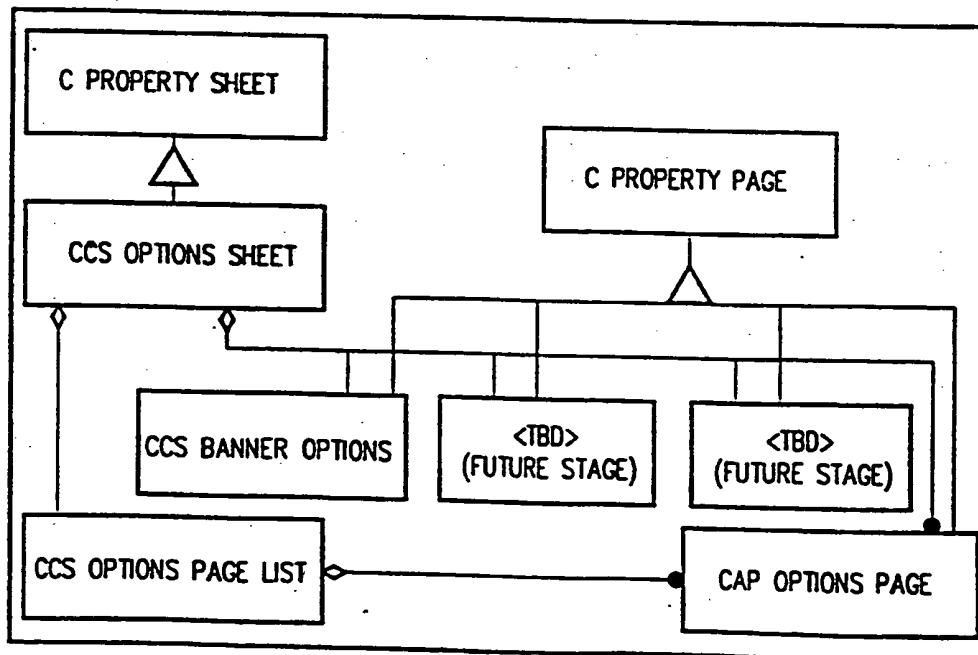 C PROPERTY SHEET
C PROPERTY PAGE
CCS OPTIONS SHEET
CCS BANNER OPTIONS
<TBD>
(FUTURE STAGE)
<TBD>
(FUTURE STAGE)
CCS OPTIONS PAGE LIST
CAP OPTIONS PAGE